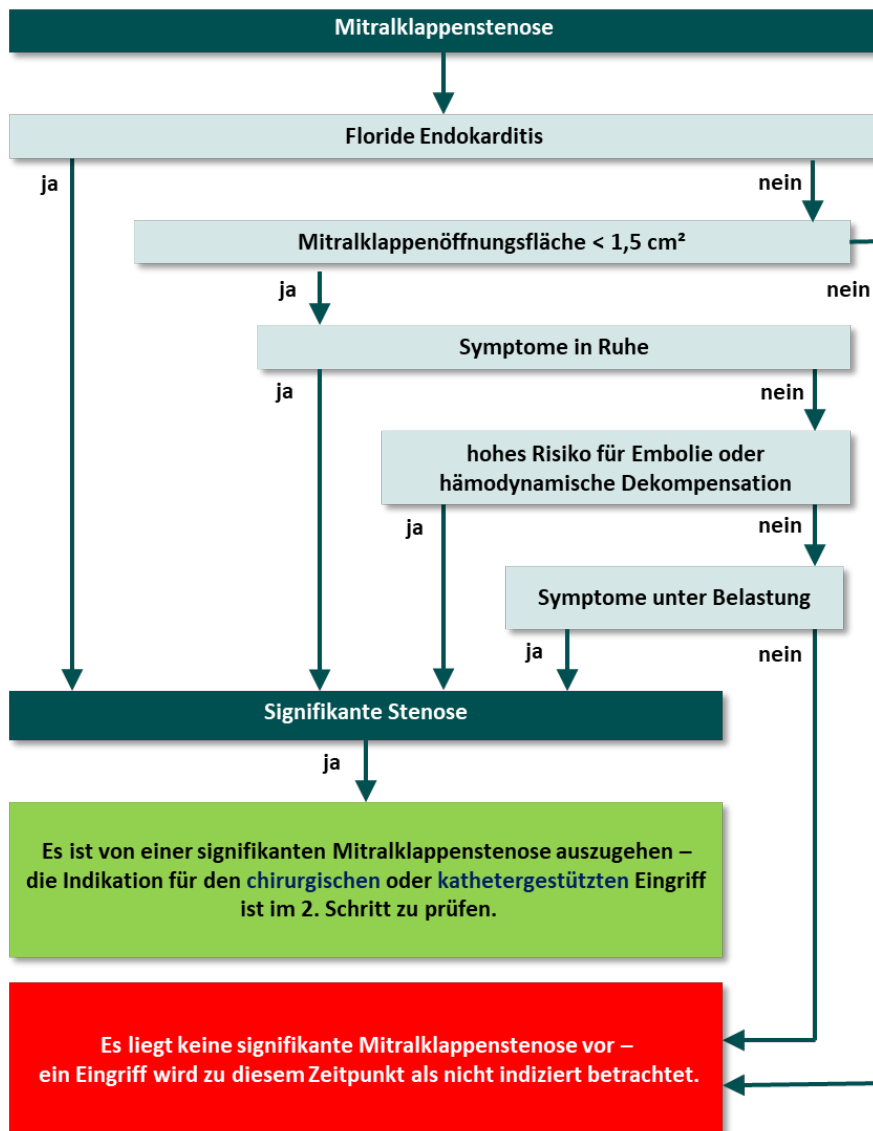 Mitralklappenstenose
Floride Endokarditis
ja
nein
Mitralklappenöffnungsfläche < 1,5 cm²
ja
nein
Symptome in Ruhe
ja
nein
hohes Risiko für Embolie oder
hämodynamische Dekompensation
ja
nein
Symptome unter Belastung
ja
nein
Signifikante Stenose
ja
Es ist von einer signifikanten Mitralklappenstenose auszugehen –
die Indikation für den chirurgischen oder kathetergestützten Eingriff
ist im 2. Schritt zu prüfen.
Es liegt keine signifikante Mitralklappenstenose vor –
ein Eingriff wird zu diesem Zeitpunkt als nicht indiziert betrachtet.